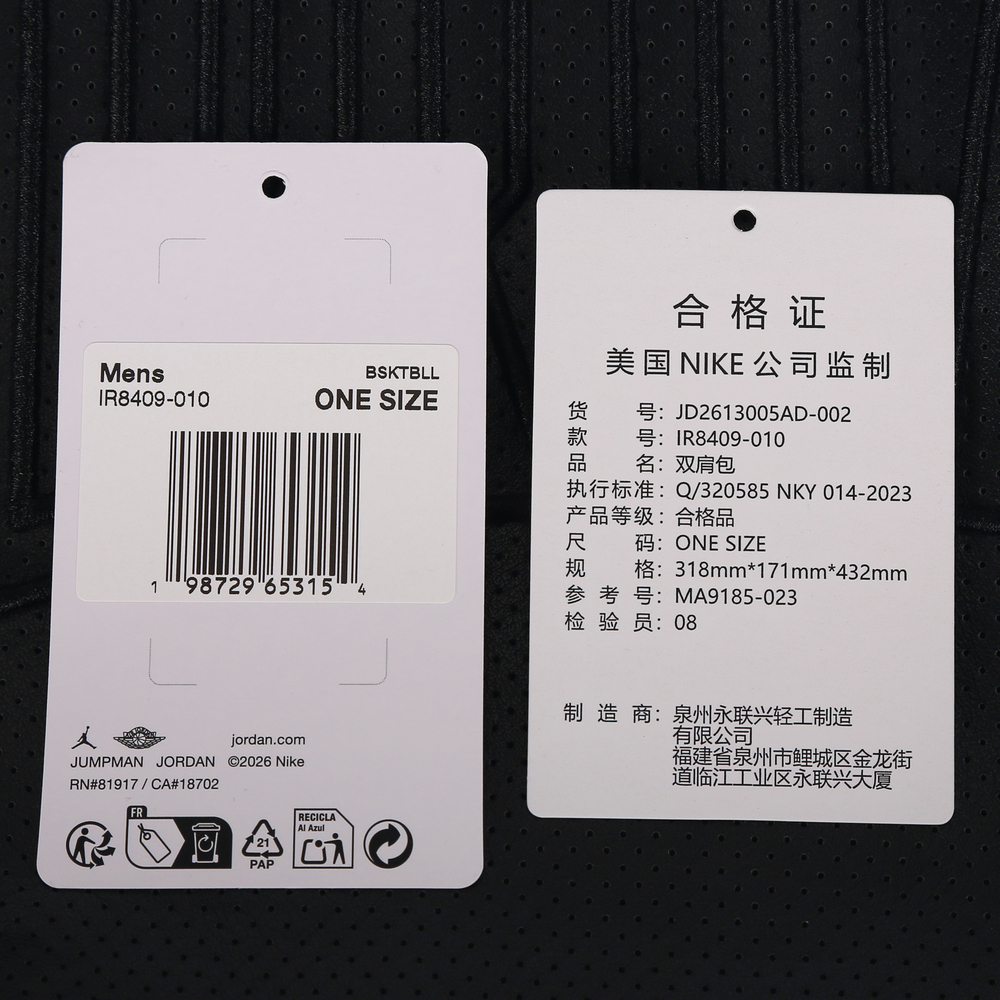 Mens
BSKTBLL
IR8409-010
ONE SIZE
1 98729 65315 4
jordan.com
JUMPMAN JORDAN ©2026 Nike
RN#81917 / CA#18702
FR
21
PAP
RECICLA
Al Azul
合格证
美国NIKE公司监制
货号：JD2613005AD-002
款号：IR8409-010
品名：双肩包
执行标准：Q/320585 NKY 014-2023
产品等级：合格品
尺码：ONE SIZE
规格：318mm*171mm*432mm
参考号：MA9185-023
检验员：08
制造商：泉州永联兴轻工制造
有限公司
福建省泉州市鲤城区金龙街
道临江工业区永联兴大厦